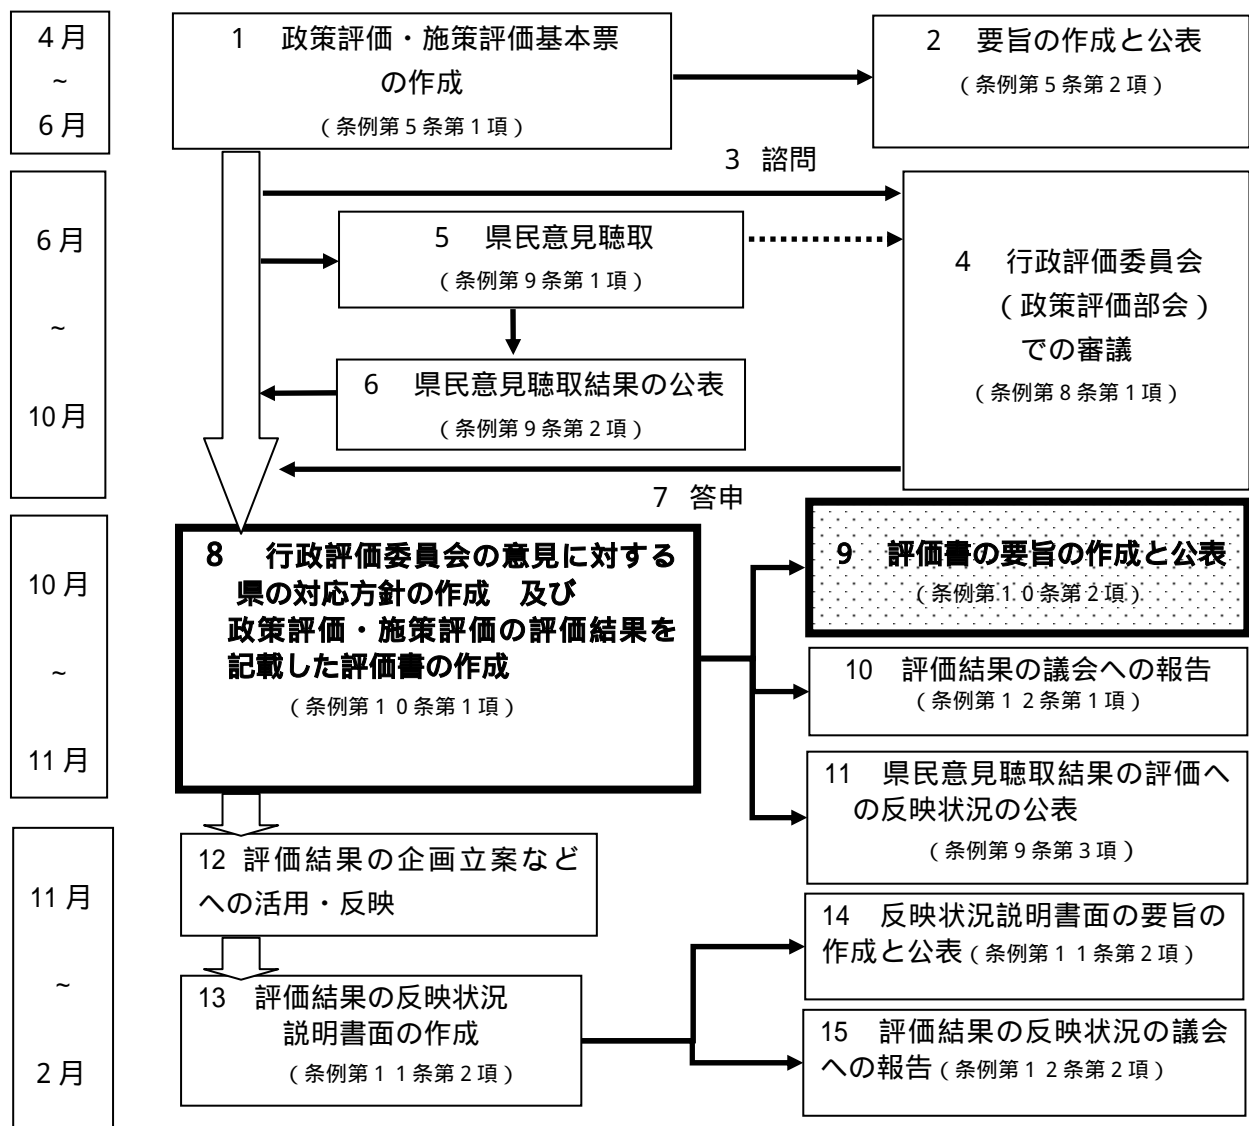 4月
~
6月
1 政策評価・施策評価基本票
の作成
（条例第5条第1項）
2 要旨の作成と公表
（条例第5条第2項）
3 諮問
6月
~
10月
5 県民意見聴取
（条例第9条第1項）
4 行政評価委員会
（政策評価部会）
での審議
（条例第8条第1項）
6 県民意見聴取結果の公表
（条例第9条第2項）
7 答申
10月
~
11月
8 行政評価委員会の意見に対する
県の対応方針の作成 及び
政策評価・施策評価の評価結果を
記載した評価書の作成
（条例第10条第1項）
9 評価書の要旨の作成と公表
（条例第10条第2項）
10 評価結果の議会への報告
（条例第12条第1項）
11 県民意見聴取結果の評価へ
の反映状況の公表
（条例第9条第3項）
11月
~
2月
12 評価結果の企画立案など
への活用・反映
13 評価結果の反映状況
説明書面の作成
（条例第11条第2項）
14 反映状況説明書面の要旨の
作成と公表（条例第11条第2項）
15 評価結果の反映状況の議会
への報告（条例第12条第2項）